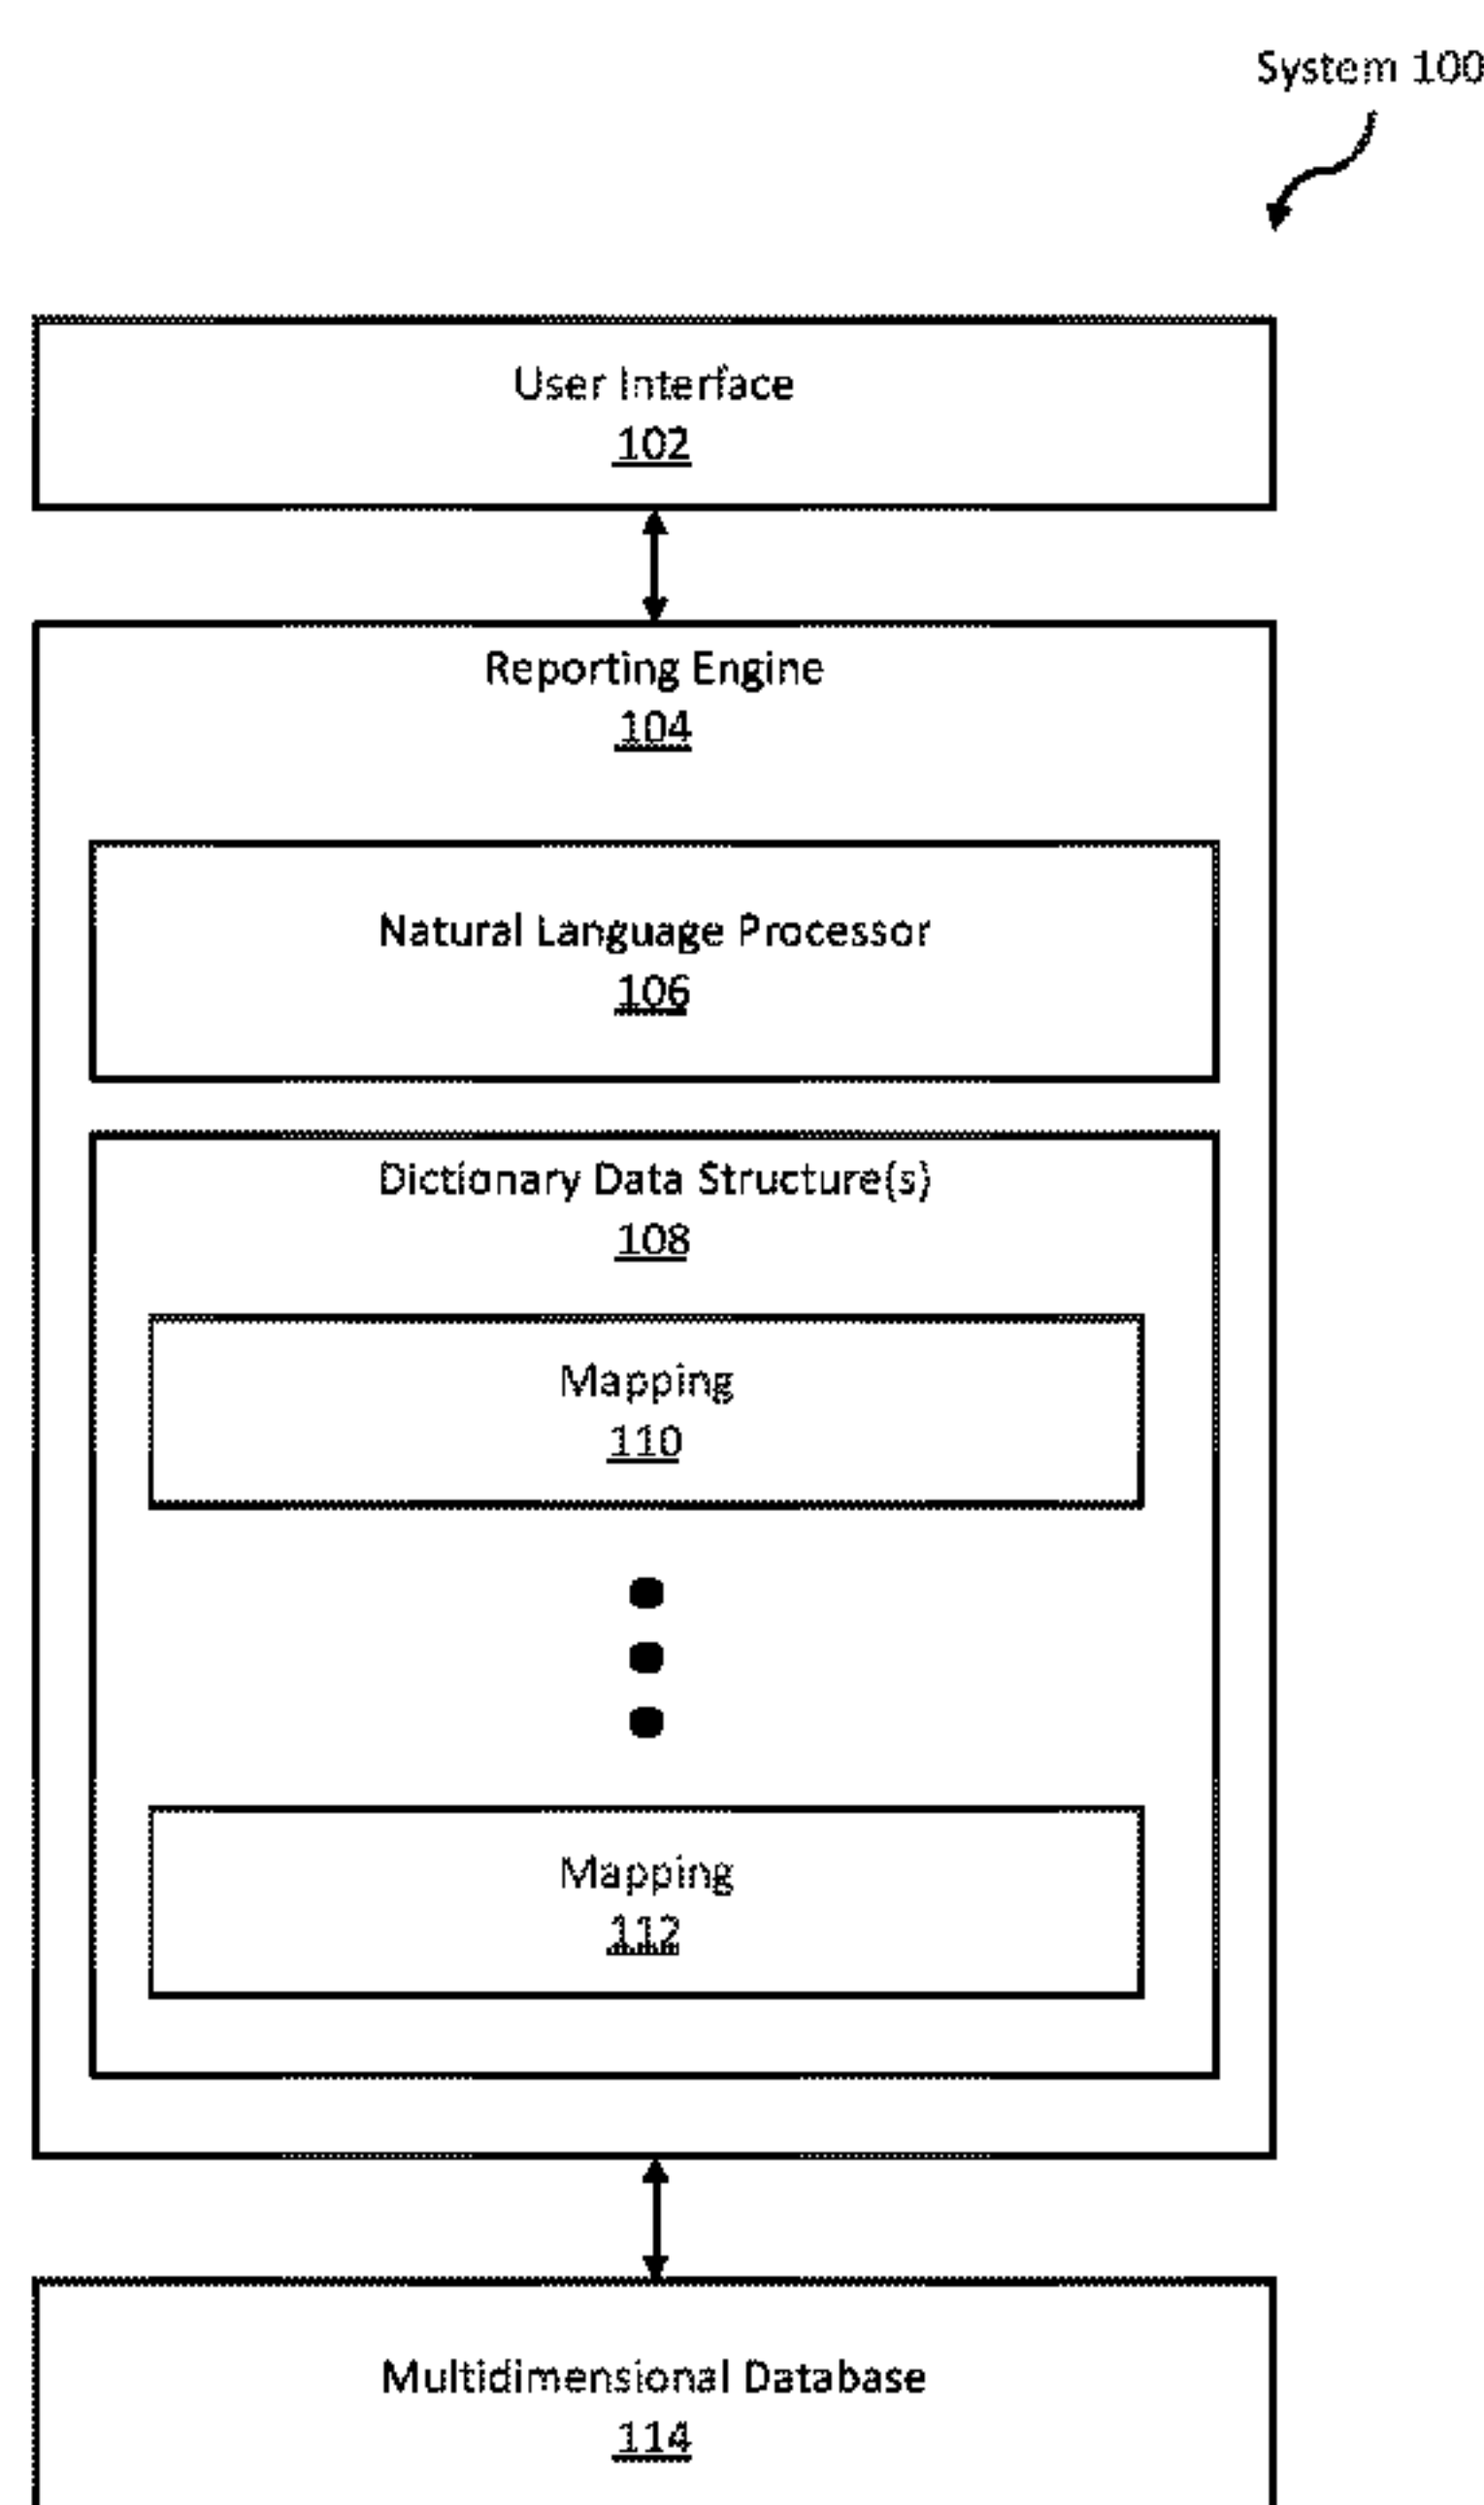 System 100
User Interface
102
Reporting Engine
104
Natural Language Processor
106
Dictionary Data Structure(s)
108
Mapping
110
Mapping
112
Multidimensional Database
114